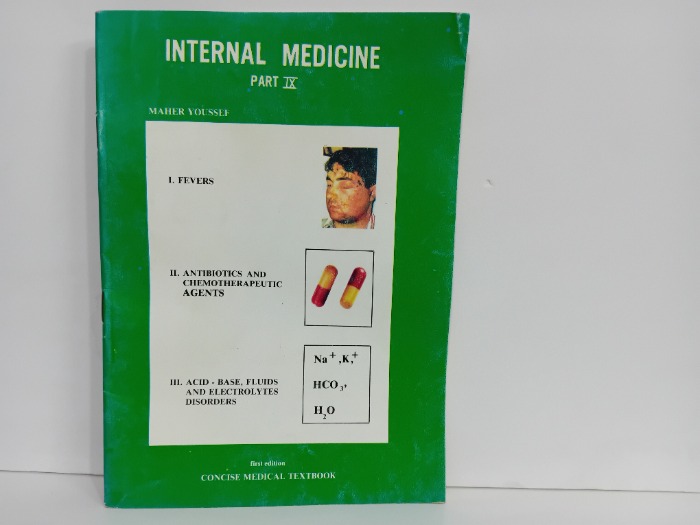 INTERNAL MEDICINE
PART IX
MAHER YOUSSEF
I. FEVERS
II. ANTIBIOTICS AND
CHEMOTHERAPEUTIC
AGENTS
Na⁺ ,K,⁺
HCO₃,
H₂O
III. ACID - BASE, FLUIDS
AND ELECTROLYTES
DISORDERS
first edition
CONCISE MEDICAL TEXTBOOK